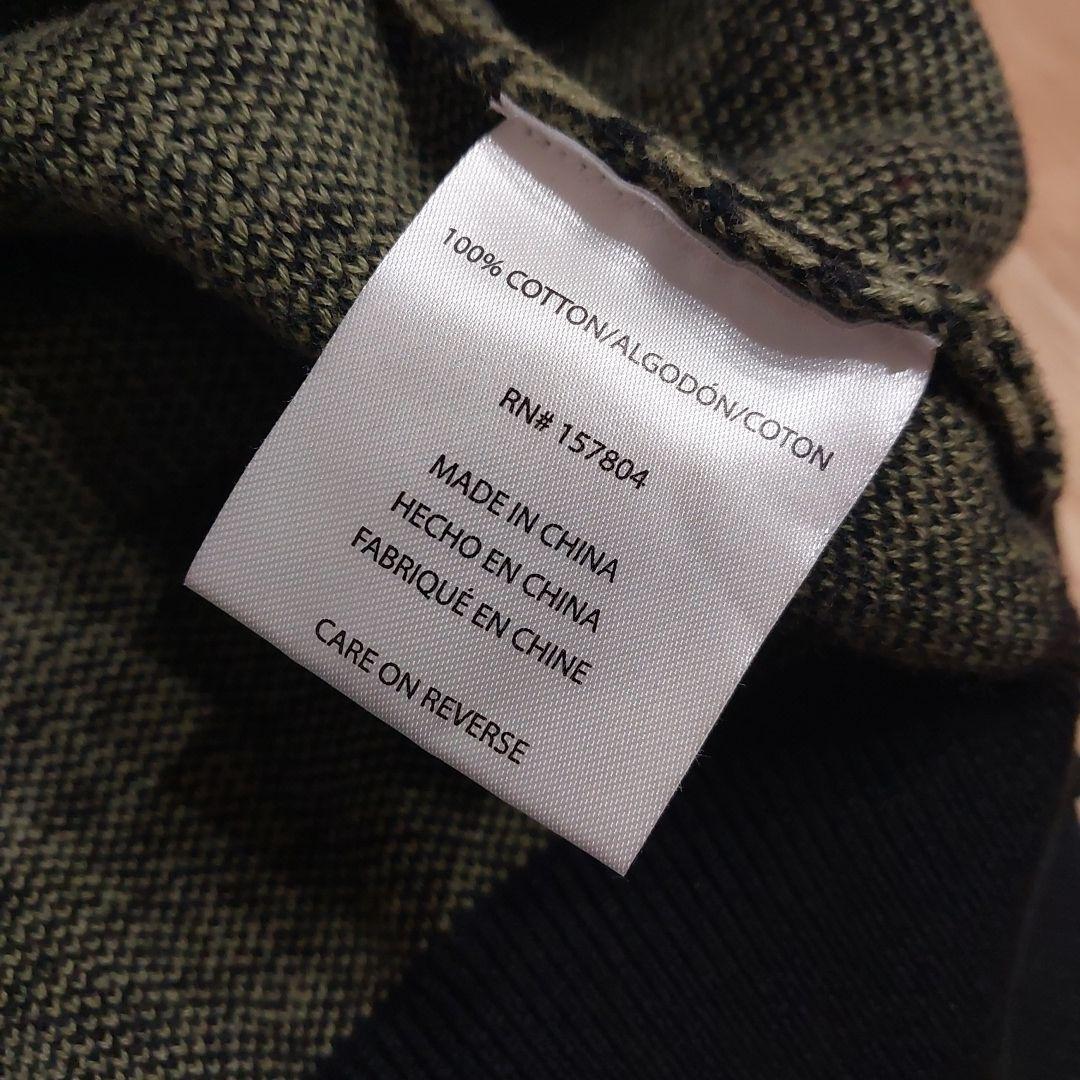 100% COTTON/ALGODÓN/COTON
RN# 157804
MADE IN CHINA
HECHO EN CHINA
FABRIQUÉ EN CHINE
CARE ON REVERSE